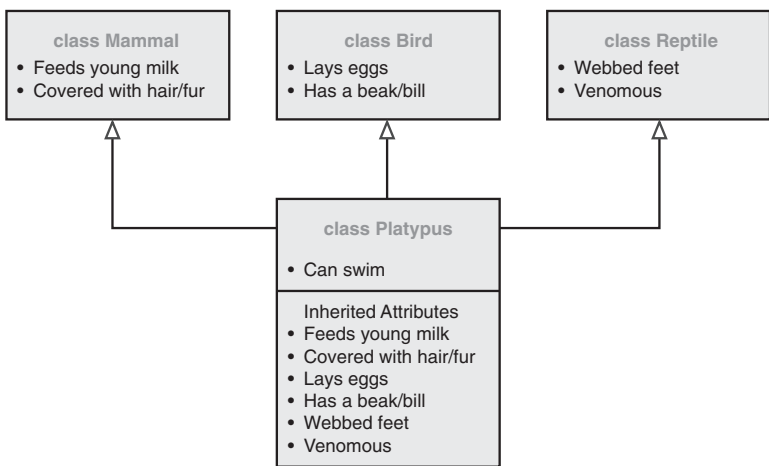 class Mammal
• Feeds young milk
• Covered with hair/fur
class Bird
• Lays eggs
• Has a beak/bill
class Reptile
• Webbed feet
• Venomous
class Platypus
• Can swim
Inherited Attributes
• Feeds young milk
• Covered with hair/fur
• Lays eggs
• Has a beak/bill
• Webbed feet
• Venomous